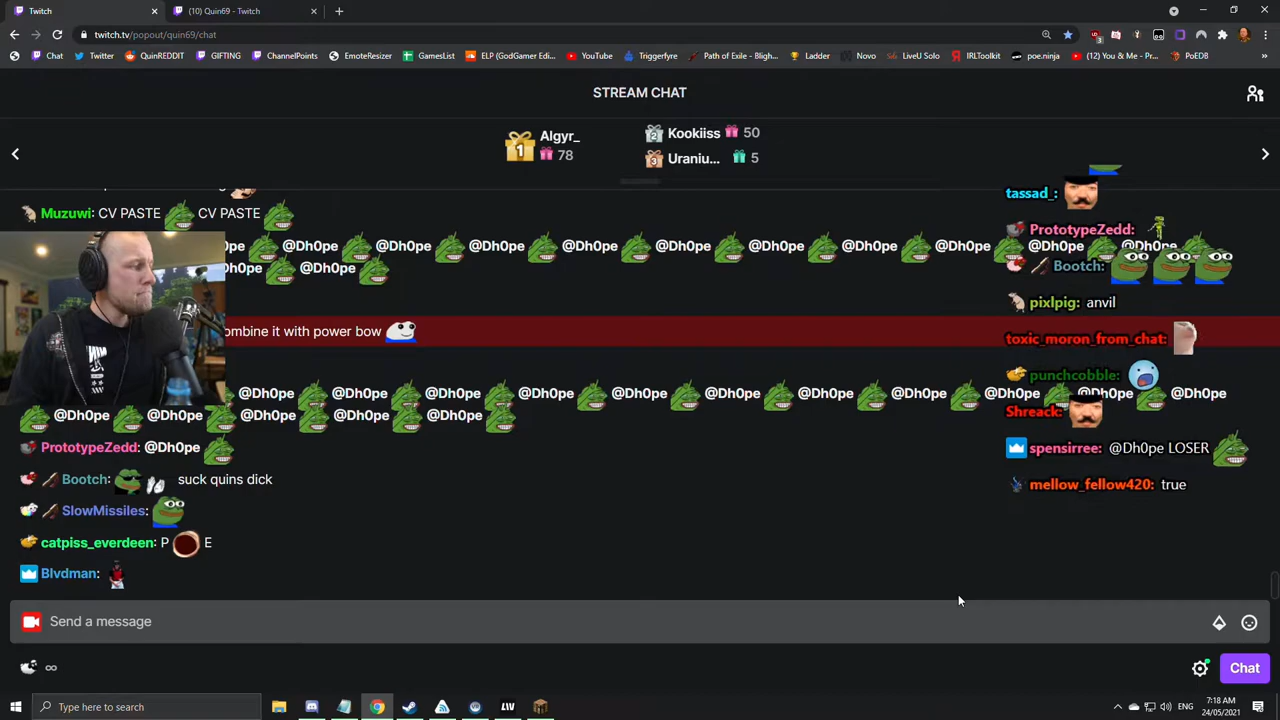 Twitch
(10) Quin69 - Twitch
twitch.tv/popout/quin69/chat
Chat Twitter QuinREDDIT GIFTING ChannelPoints EmoteResizer GamesList ELP (GodGamer Edi... YouTube Triggerfyre Path of Exile - Bligh... Ladder Novo LiveU Solo IRLToolkit poe.ninja (12) You & Me - Pr... PoEDB
STREAM CHAT
1 Algyr_ 78
2 Kookiiss 50
3 Uraniu... 5
Muzuwi: CV PASTE CV PASTE
@Dh0pe @Dh0pe @Dh0pe @Dh0pe @Dh0pe @Dh0pe @Dh0pe @Dh0pe @Dh0pe @Dh0pe
@Dh0pe
ombine it with power bow
@Dh0pe @Dh0pe @Dh0pe @Dh0pe @Dh0pe @Dh0pe @Dh0pe @Dh0pe @Dh0pe @Dh0pe @Dh0pe
@Dh0pe @Dh0pe @Dh0pe @Dh0pe @Dh0pe
PrototypeZedd: @Dh0pe
Bootch: suck quins dick
SlowMissiles:
catpiss_everdeen: P E
Blvdman:
tassad_:
PrototypeZedd:
Bootch:
pixlpig: anvil
toxic_moron_from_chat:
punchcobble:
Shreack:
spensirree: @Dh0pe LOSER
mellow_fellow420: true
Send a message
∞
Chat
Type here to search
LIV
ENG
7:18 AM
24/05/2021